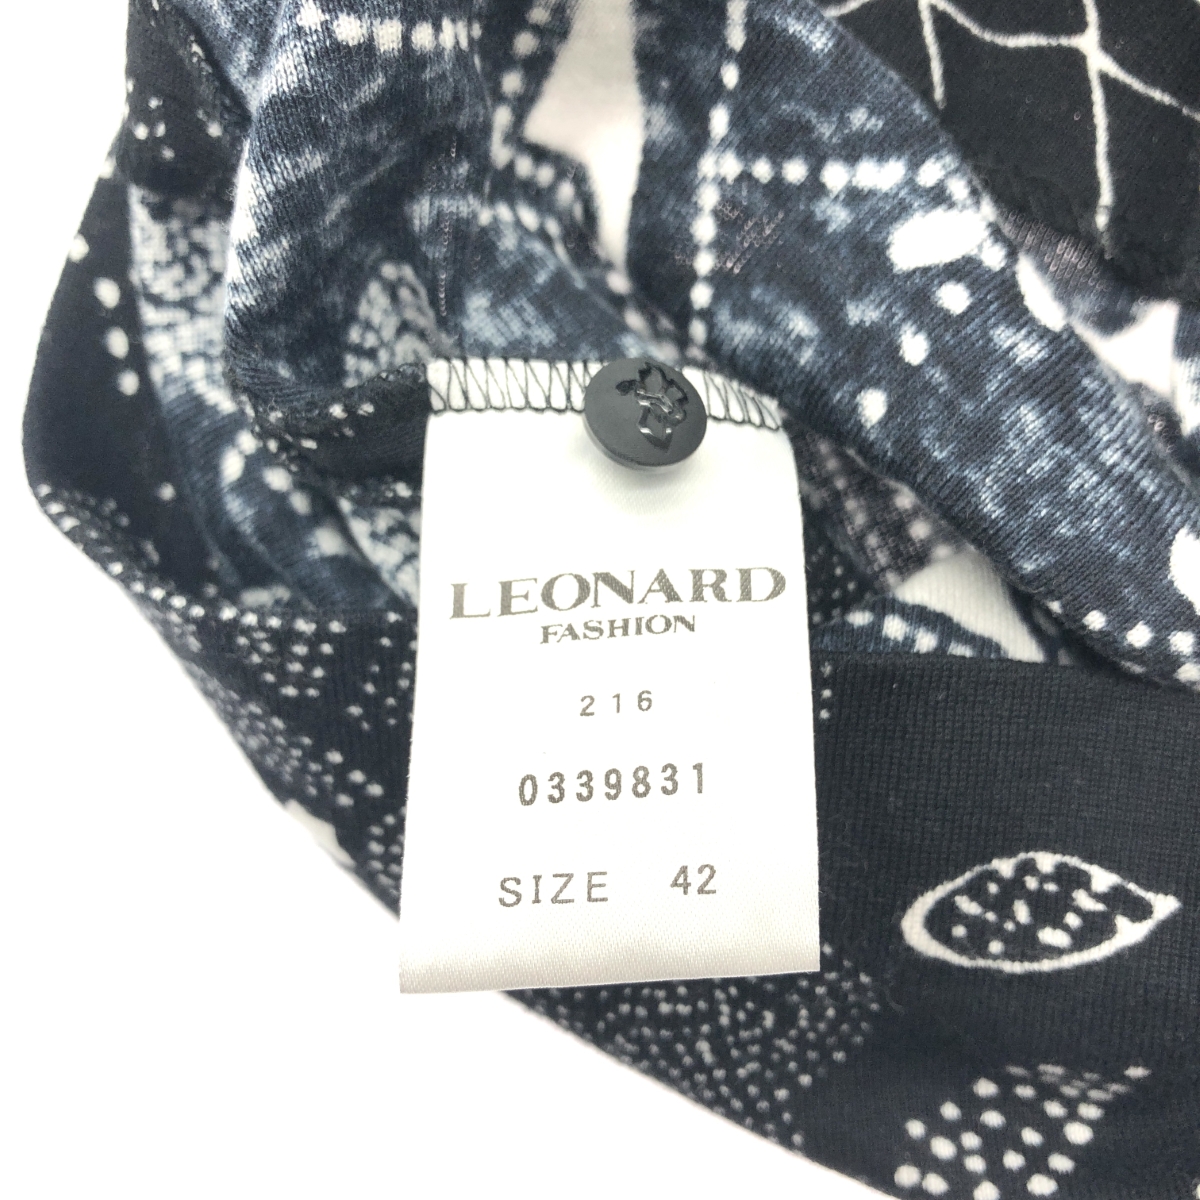 LEONARD
FASHION
216
0339831
SIZE 42